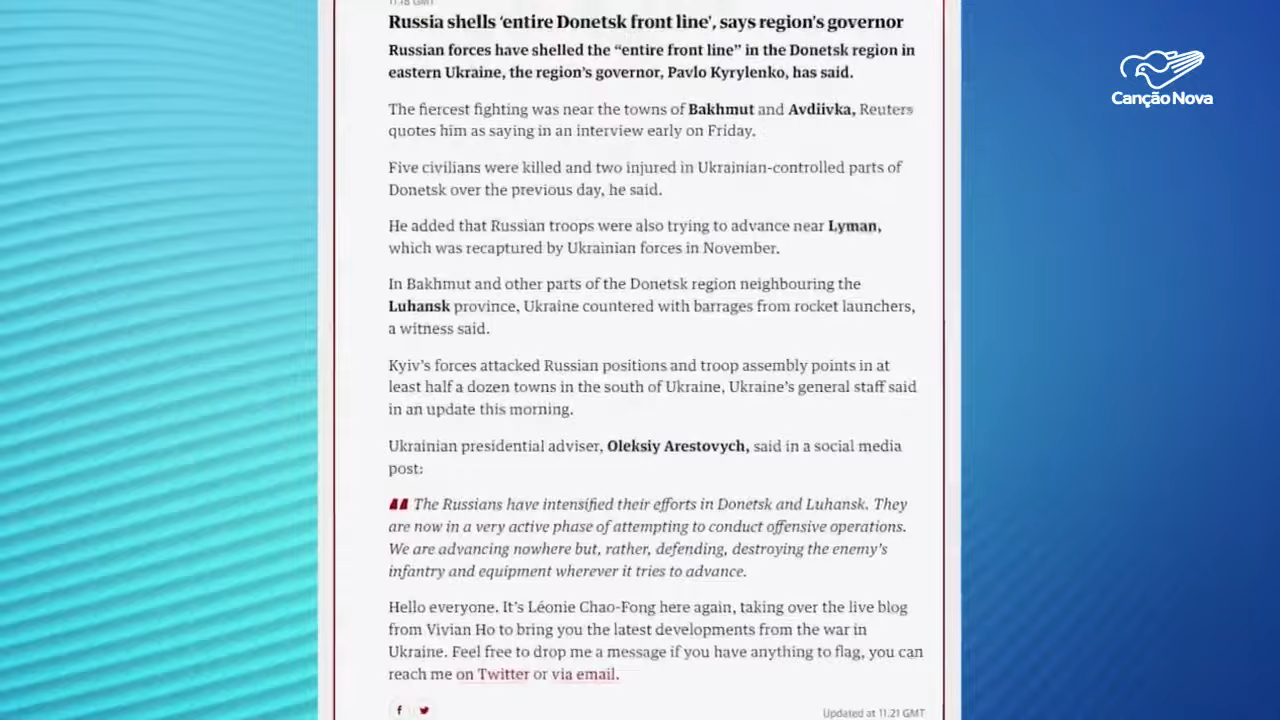 11.18 GMT
Russia shells ‘entire Donetsk front line’, says region’s governor
Russian forces have shelled the “entire front line” in the Donetsk region in
eastern Ukraine, the region’s governor, Pavlo Kyrylenko, has said.
The fiercest fighting was near the towns of Bakhmut and Avdiivka, Reuters
quotes him as saying in an interview early on Friday.
Five civilians were killed and two injured in Ukrainian-controlled parts of
Donetsk over the previous day, he said.
He added that Russian troops were also trying to advance near Lyman,
which was recaptured by Ukrainian forces in November.
In Bakhmut and other parts of the Donetsk region neighbouring the
Luhansk province, Ukraine countered with barrages from rocket launchers,
a witness said.
Kyiv’s forces attacked Russian positions and troop assembly points in at
least half a dozen towns in the south of Ukraine, Ukraine’s general staff said
in an update this morning.
Ukrainian presidential adviser, Oleksiy Arestovych, said in a social media
post:
The Russians have intensified their efforts in Donetsk and Luhansk. They
are now in a very active phase of attempting to conduct offensive operations.
We are advancing nowhere but, rather, defending, destroying the enemy’s
infantry and equipment wherever it tries to advance.
Hello everyone. It’s Léonie Chao-Fong here again, taking over the live blog
from Vivian Ho to bring you the latest developments from the war in
Ukraine. Feel free to drop me a message if you have anything to flag, you can
reach me on Twitter or via email.
Updated at 11.21 GMT
Canção Nova